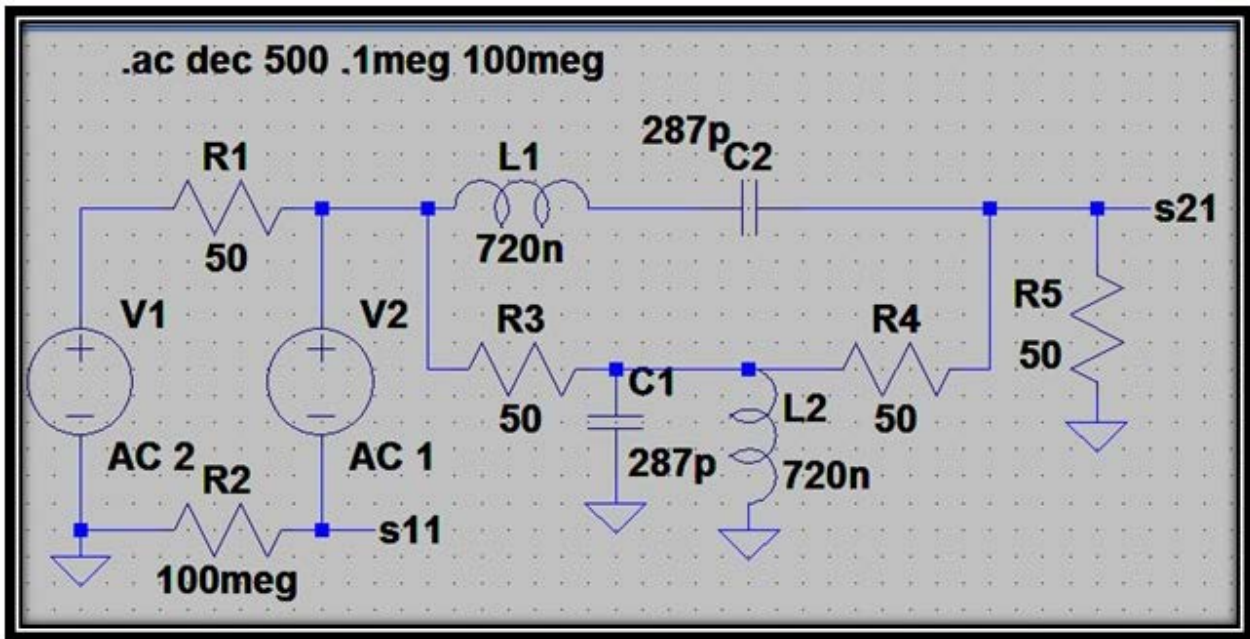 .ac dec 500 .1meg 100meg
R1
50
L1
720n
287p
C2
s21
V1
AC 2
V2
AC 1
R3
50
C1
287p
L2
720n
R4
50
R5
50
R2
100meg
s11